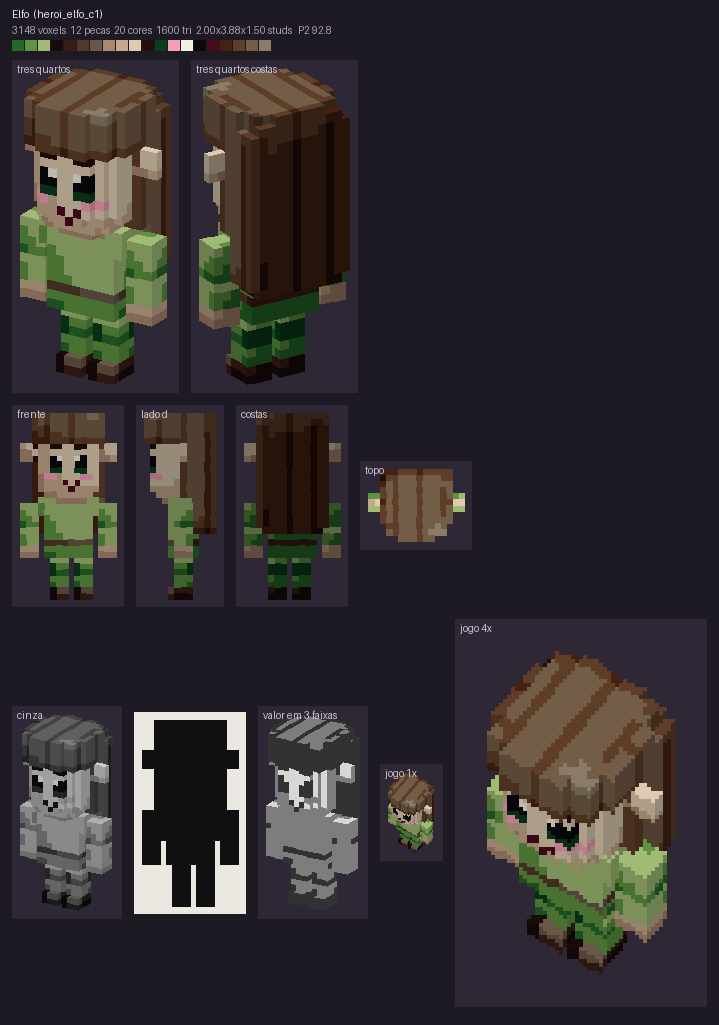 Elfo (heroi_elfo_c1)
3148 voxels 12 pecas 20 cores 1600 tri 2.00x3.88x1.50 studs P2 92.8
tres quartos
tres quartos costas
frente
lado d
costas
topo
jogo 4x
cinza
valor em 3 faixas
jogo 1x